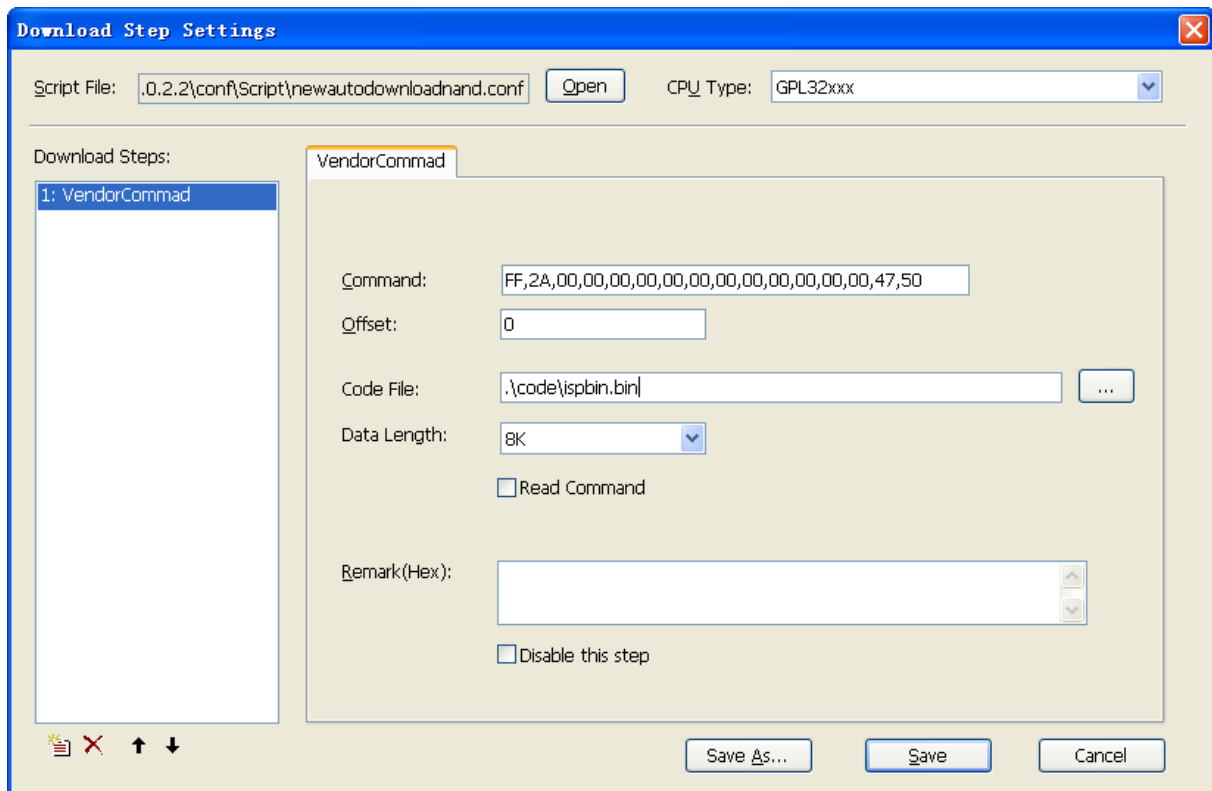 Download Step Settings
Script File: .0.2.2\conf\Script\newautodownloadnand.conf Open CPU Type: GPL32xxx
Download Steps: VendorCommad
1: VendorCommad
Command: FF,2A,00,00,00,00,00,00,00,00,00,00,00,00,47,50
Offset: 0
Code File: .\code\ispbin.bin ...
Data Length: 8K
Read Command
Remark(Hex):
Disable this step
Save As... Save Cancel